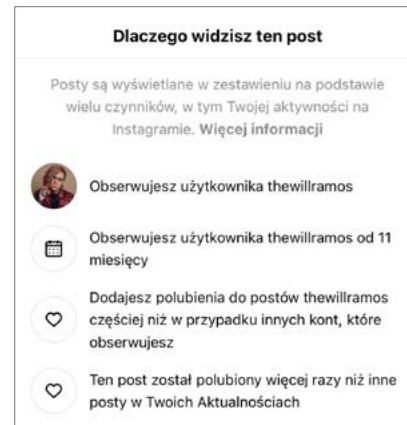 Dlaczego widzisz ten post
Posty są wyświetlane w zestawieniu na podstawie
wielu czynników, w tym Twojej aktywności na
Instagramie. Więcej informacji
Obserwujesz użytkownika thewillramos
Obserwujesz użytkownika thewillramos od 11
miesięcy
Dodajesz polubienia do postów thewillramos
częściej niż w przypadku innych kont, które
obserwujesz
Ten post został polubiony więcej razy niż inne
posty w Twoich Aktualnościach